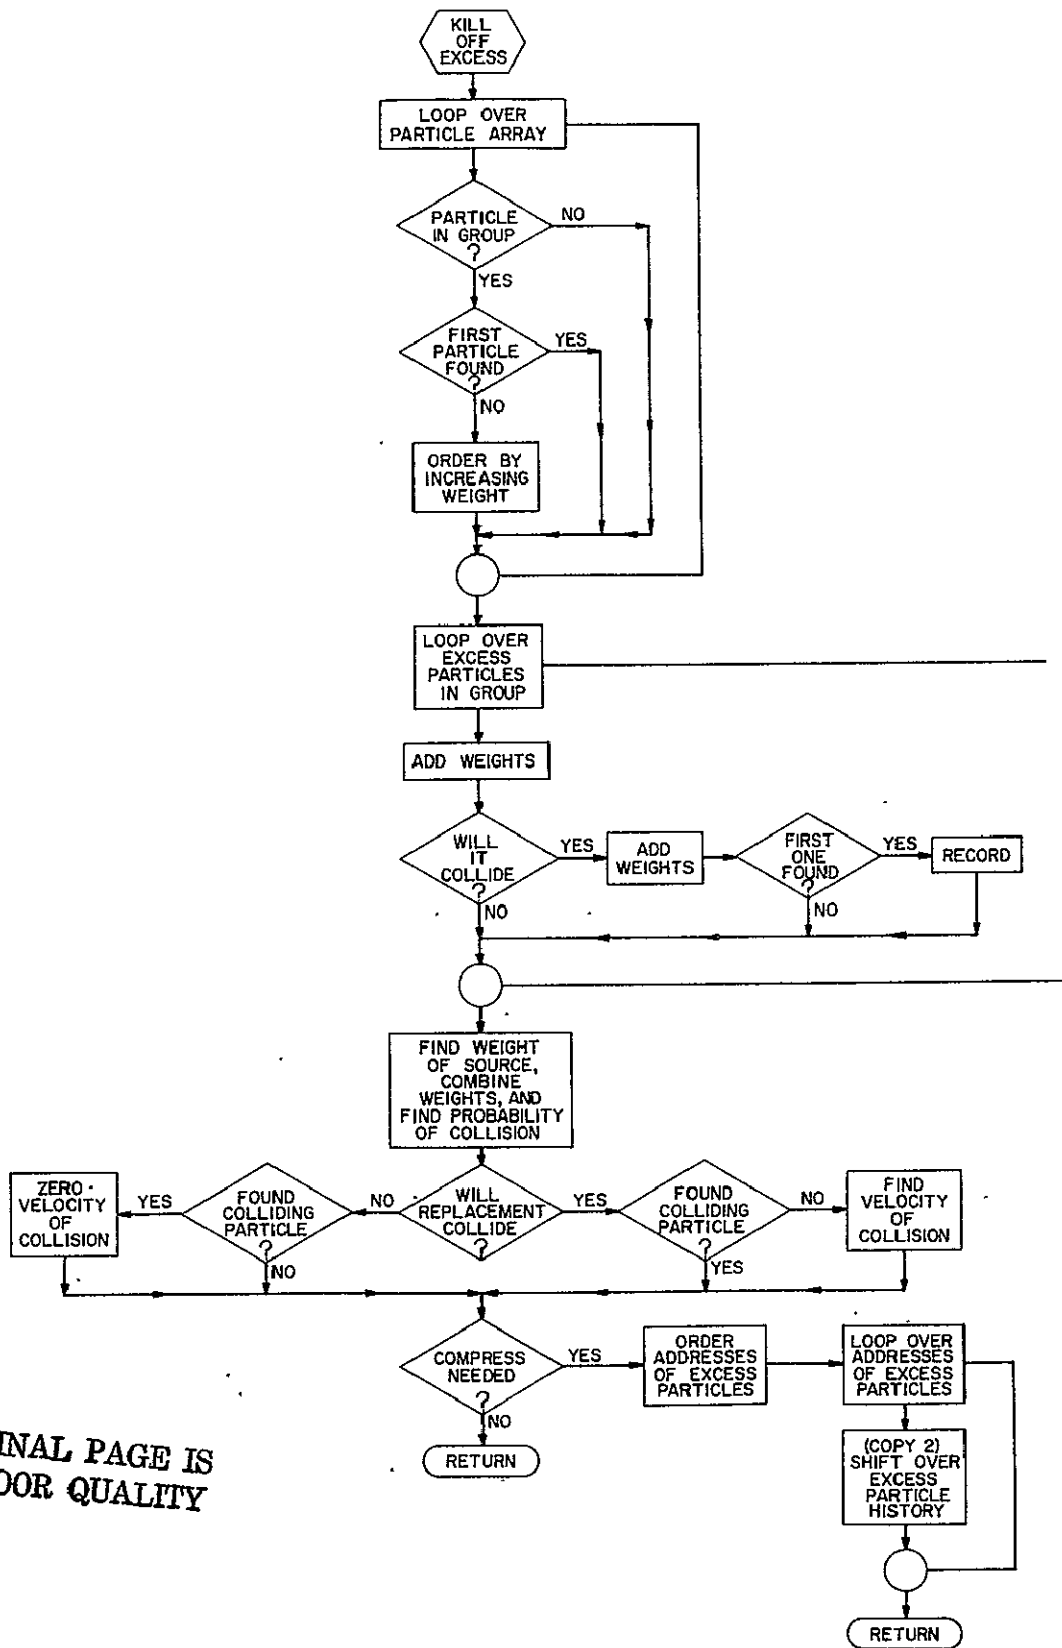 KILL
OFF
EXCESS
LOOP OVER
PARTICLE ARRAY
PARTICLE
IN GROUP
?
NO
YES
FIRST
PARTICLE
FOUND
?
YES
NO
ORDER BY
INCREASING
WEIGHT
LOOP OVER
EXCESS
PARTICLES
IN GROUP
ADD WEIGHTS
WILL
IT
COLLIDE
?
YES
NO
ADD
WEIGHTS
FIRST
ONE
FOUND
?
YES
NO
RECORD
FIND WEIGHT
OF SOURCE,
COMBINE
WEIGHTS, AND
FIND PROBABILITY
OF COLLISION
ZERO
VELOCITY
OF
COLLISION
YES
FOUND
COLLIDING
PARTICLE
?
NO
NO
WILL
REPLACEMENT
COLLIDE
?
YES
FOUND
COLLIDING
PARTICLE
?
YES
NO
FIND
VELOCITY
OF
COLLISION
COMPRESS
NEEDED
?
YES
NO
RETURN
ORDER
ADDRESSES
OF EXCESS
PARTICLES
LOOP OVER
ADDRESSES
OF EXCESS
PARTICLES
(COPY 2)
SHIFT OVER
EXCESS
PARTICLE
HISTORY
RETURN
INAL PAGE IS
OOR QUALITY